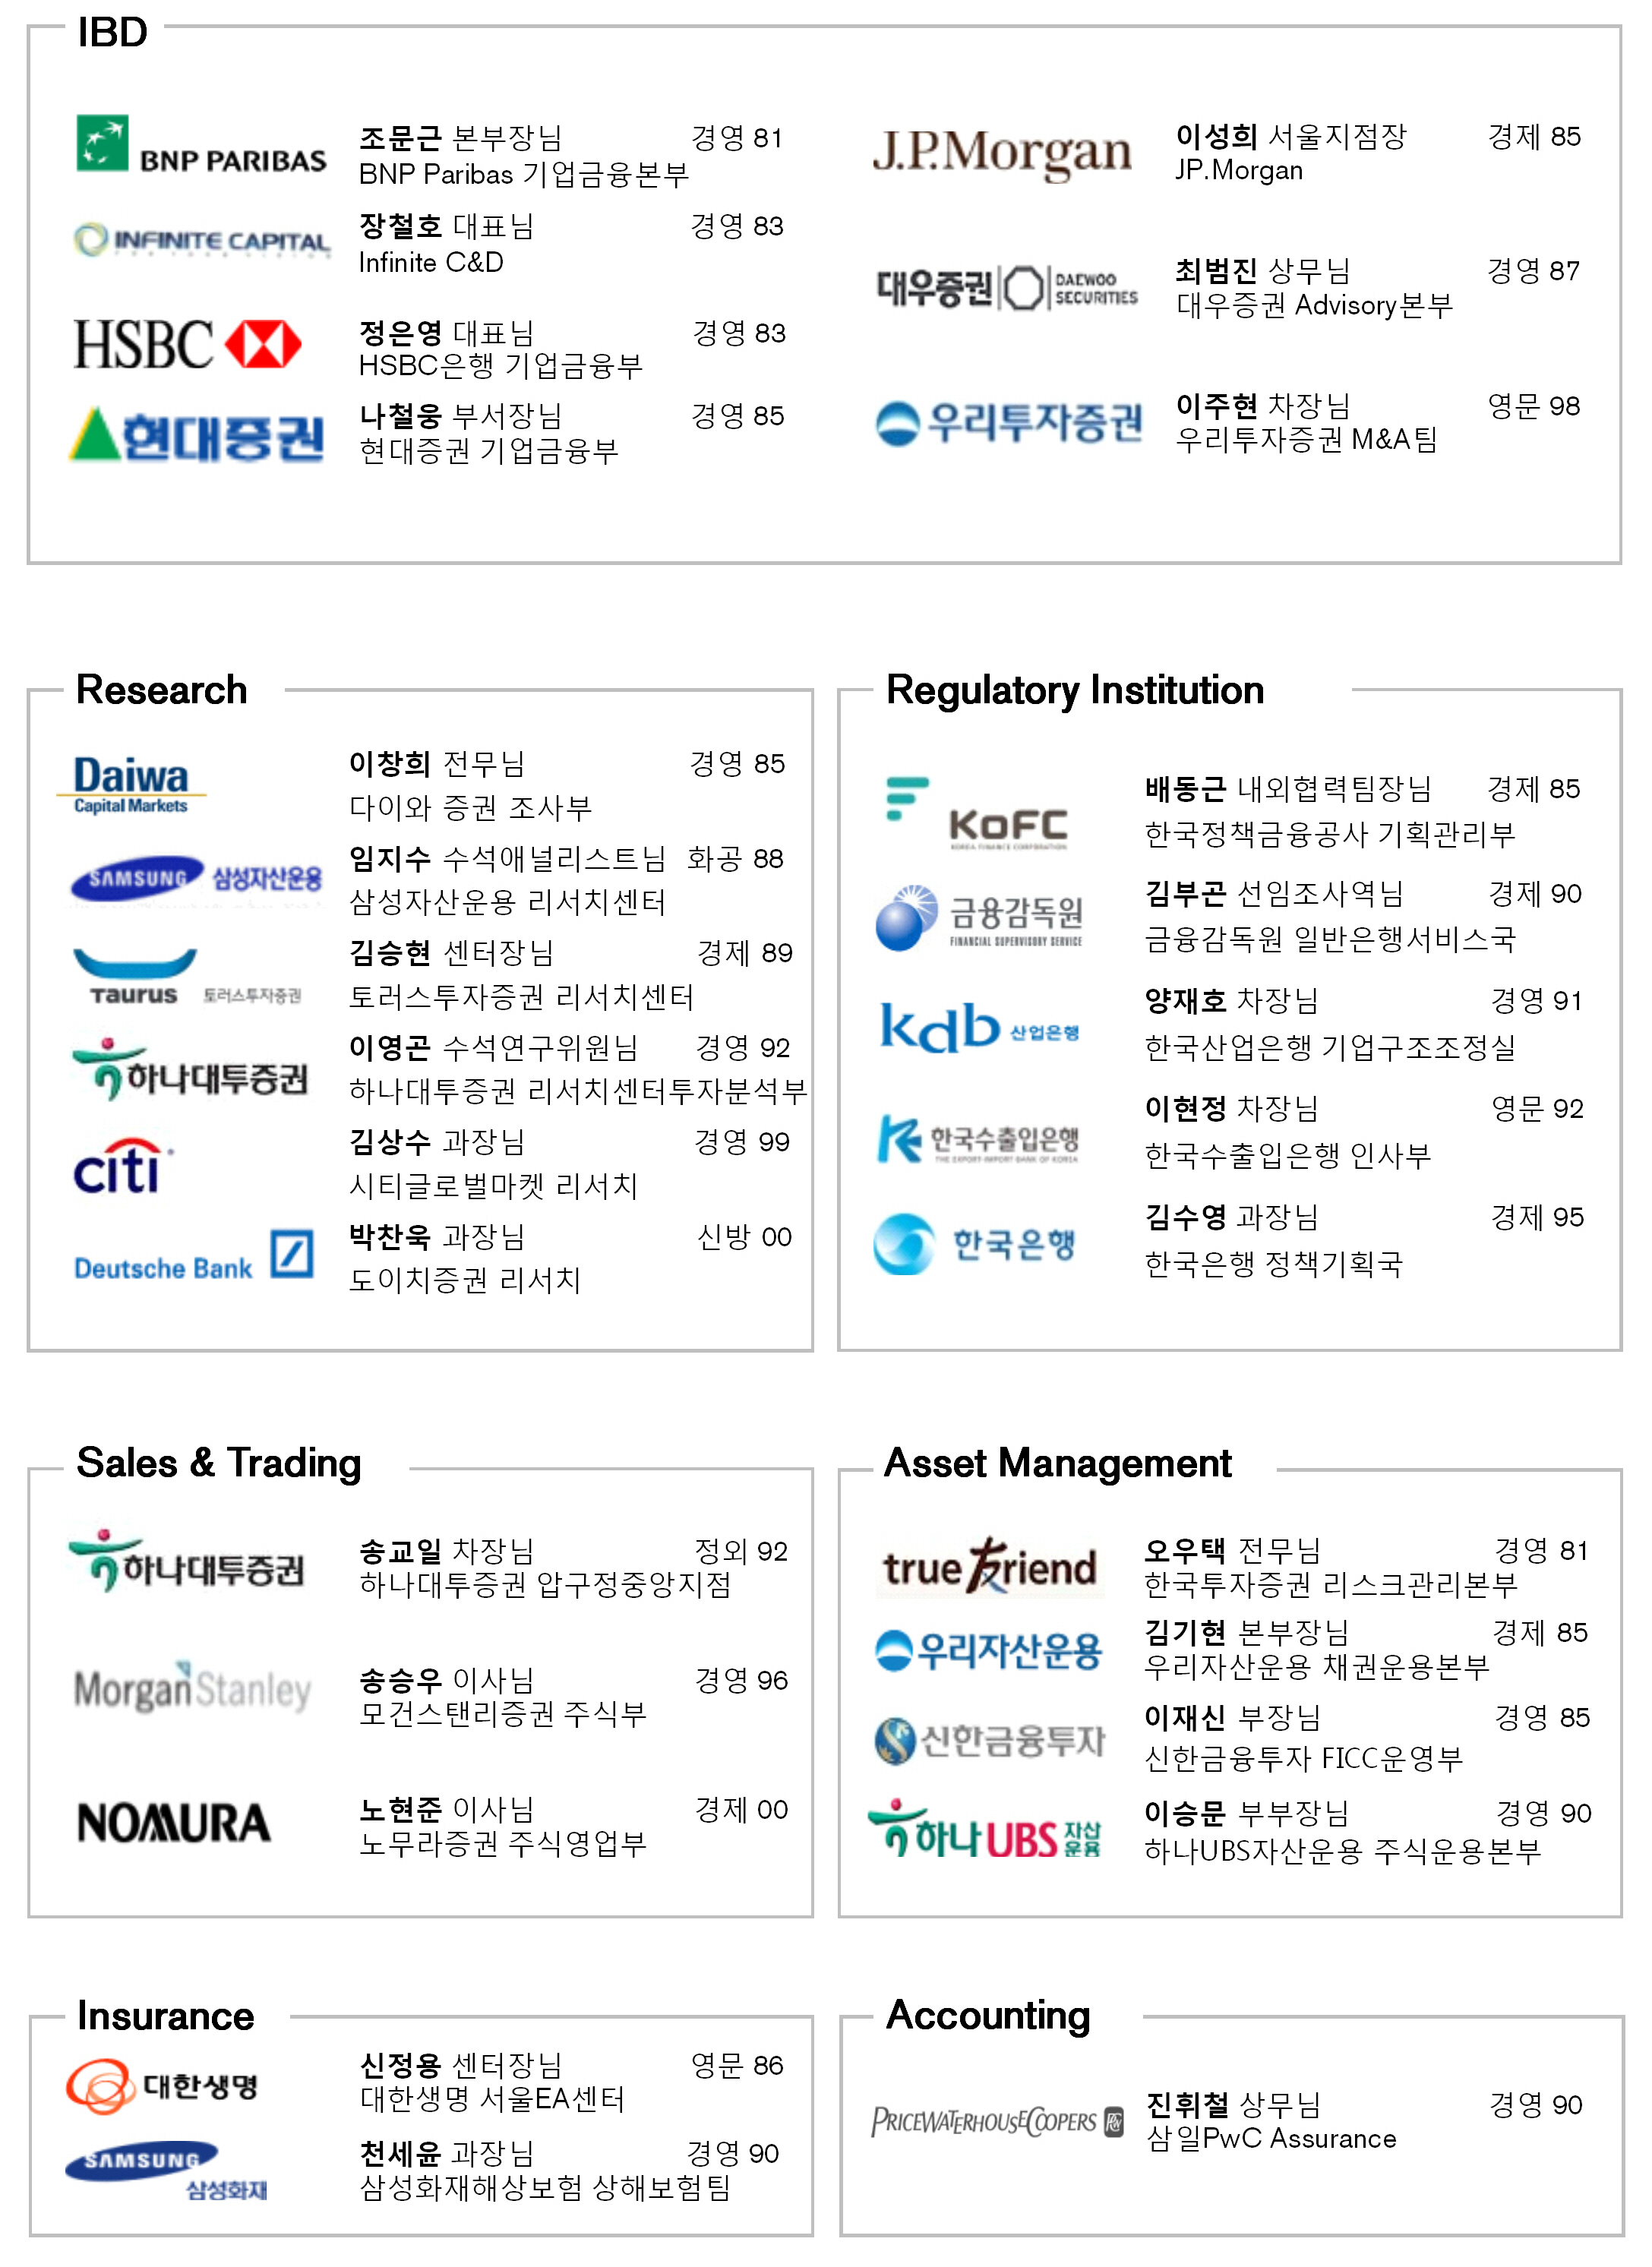 IBD
BNP PARIBAS
조문근 본부장님 경영 81
BNP Paribas 기업금융본부
INFINITE CAPITAL
장철호 대표님 경영 83
Infinite C&D
HSBC
정은영 대표님 경영 83
HSBC은행 기업금융부
현대증권
나철웅 부서장님 경영 85
현대증권 기업금융부
J.P.Morgan
이성희 서울지점장 경제 85
JP.Morgan
대우증권 DAEWOO SECURITIES
최범진 상무님 경영 87
대우증권 Advisory본부
우리투자증권
이주현 차장님 영문 98
우리투자증권 M&A팀
Research
Daiwa
Capital Markets
이창희 전무님 경영 85
다이와 증권 조사부
SAMSUNG 삼성자산운용
임지수 수석애널리스트님 화공 88
삼성자산운용 리서치센터
Taurus 토러스투자증권
김승현 센터장님 경제 89
토러스투자증권 리서치센터
하나대투증권
이영곤 수석연구위원님 경영 92
하나대투증권 리서치센터투자분석부
citi
김상수 과장님 경영 99
시티글로벌마켓 리서치
Deutsche Bank
박찬욱 과장님 신방 00
도이치증권 리서치
Regulatory Institution
KoFC
KOREA FINANCE CORPORATION
배동근 내외협력팀장님 경제 85
한국정책금융공사 기획관리부
금융감독원
FINANCIAL SUPERVISORY SERVICE
김부곤 선임조사역님 경제 90
금융감독원 일반은행서비스국
kdb 산업은행
양재호 차장님 경영 91
한국산업은행 기업구조조정실
한국수출입은행
THE EXPORT-IMPORT BANK OF KOREA
이현정 차장님 영문 92
한국수출입은행 인사부
한국은행
김수영 과장님 경제 95
한국은행 정책기획국
Sales & Trading
하나대투증권
송교일 차장님 정외 92
하나대투증권 압구정중앙지점
Morgan Stanley
송승우 이사님 경영 96
모건스탠리증권 주식부
NOMURA
노현준 이사님 경제 00
노무라증권 주식영업부
Asset Management
true 友riend
오우택 전무님 경영 81
한국투자증권 리스크관리본부
우리자산운용
김기현 본부장님 경제 85
우리자산운용 채권운용본부
신한금융투자
이재신 부장님 경영 85
신한금융투자 FICC운영부
하나UBS 자산운용
이승문 부부장님 경영 90
하나UBS자산운용 주식운용본부
Insurance
대한생명
신정용 센터장님 영문 86
대한생명 서울EA센터
SAMSUNG
삼성화재
천세윤 과장님 경영 90
삼성화재해상보험 상해보험팀
Accounting
PRICEWATERHOUSECOOPERS PwC
진휘철 상무님 경영 90
삼일PwC Assurance